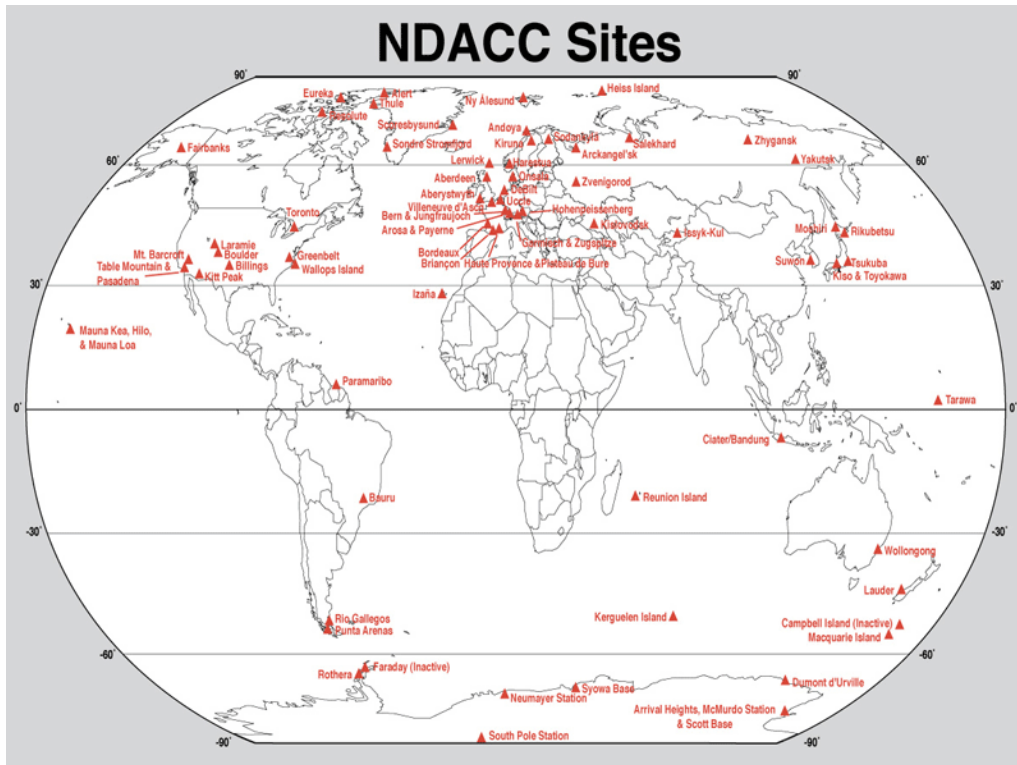 NDACC Sites
90°
90°
Eureka
Alert
Heiss Island
Thule
Ny Ålesund
Resolute
Scoresbysund
Andoya
Sodankyla
Salekhard
Zhygansk
Fairbanks
Sondre Stromfjord
Kiruna
Arckangel'sk
60°
Lerwick
Harestua
Yakutsk
60°
Aberdeen
Onsala
Zvenigorod
DeBilt
Aberystwyth
Uccle
Villeneuve d'Ascq
Hohenpeissenberg
Toronto
Bern & Jungfraujoch
Kislovodsk
Moshiri
Rikubetsu
Arosa & Payerne
Issyk-Kul
Laramie
Garmisch & Zugspitze
Mt. Barcroft
Boulder
Greenbelt
Bordeaux
Suwon
Tsukuba
Table Mountain &
Pasadena
Billings
Wallops Island
Briançon
Haute Provence &Plateau de Bure
Kiso & Toyokawa
Kitt Peak
30°
30°
Izaña
Mauna Kea, Hilo,
& Mauna Loa
Paramaribo
Tarawa
0°
0°
Ciater/Bandung
Bauru
Reunion Island
-30°
-30°
Wollongong
Lauder
Rio Gallegos
Kerguelen Island
Campbell Island (Inactive)
Punta Arenas
Macquarie Island
-60°
-60°
Faraday (Inactive)
Rothera
Dumont d'Urville
Syowa Base
Neumayer Station
Arrival Heights, McMurdo Station
& Scott Base
South Pole Station
-90°
-90°